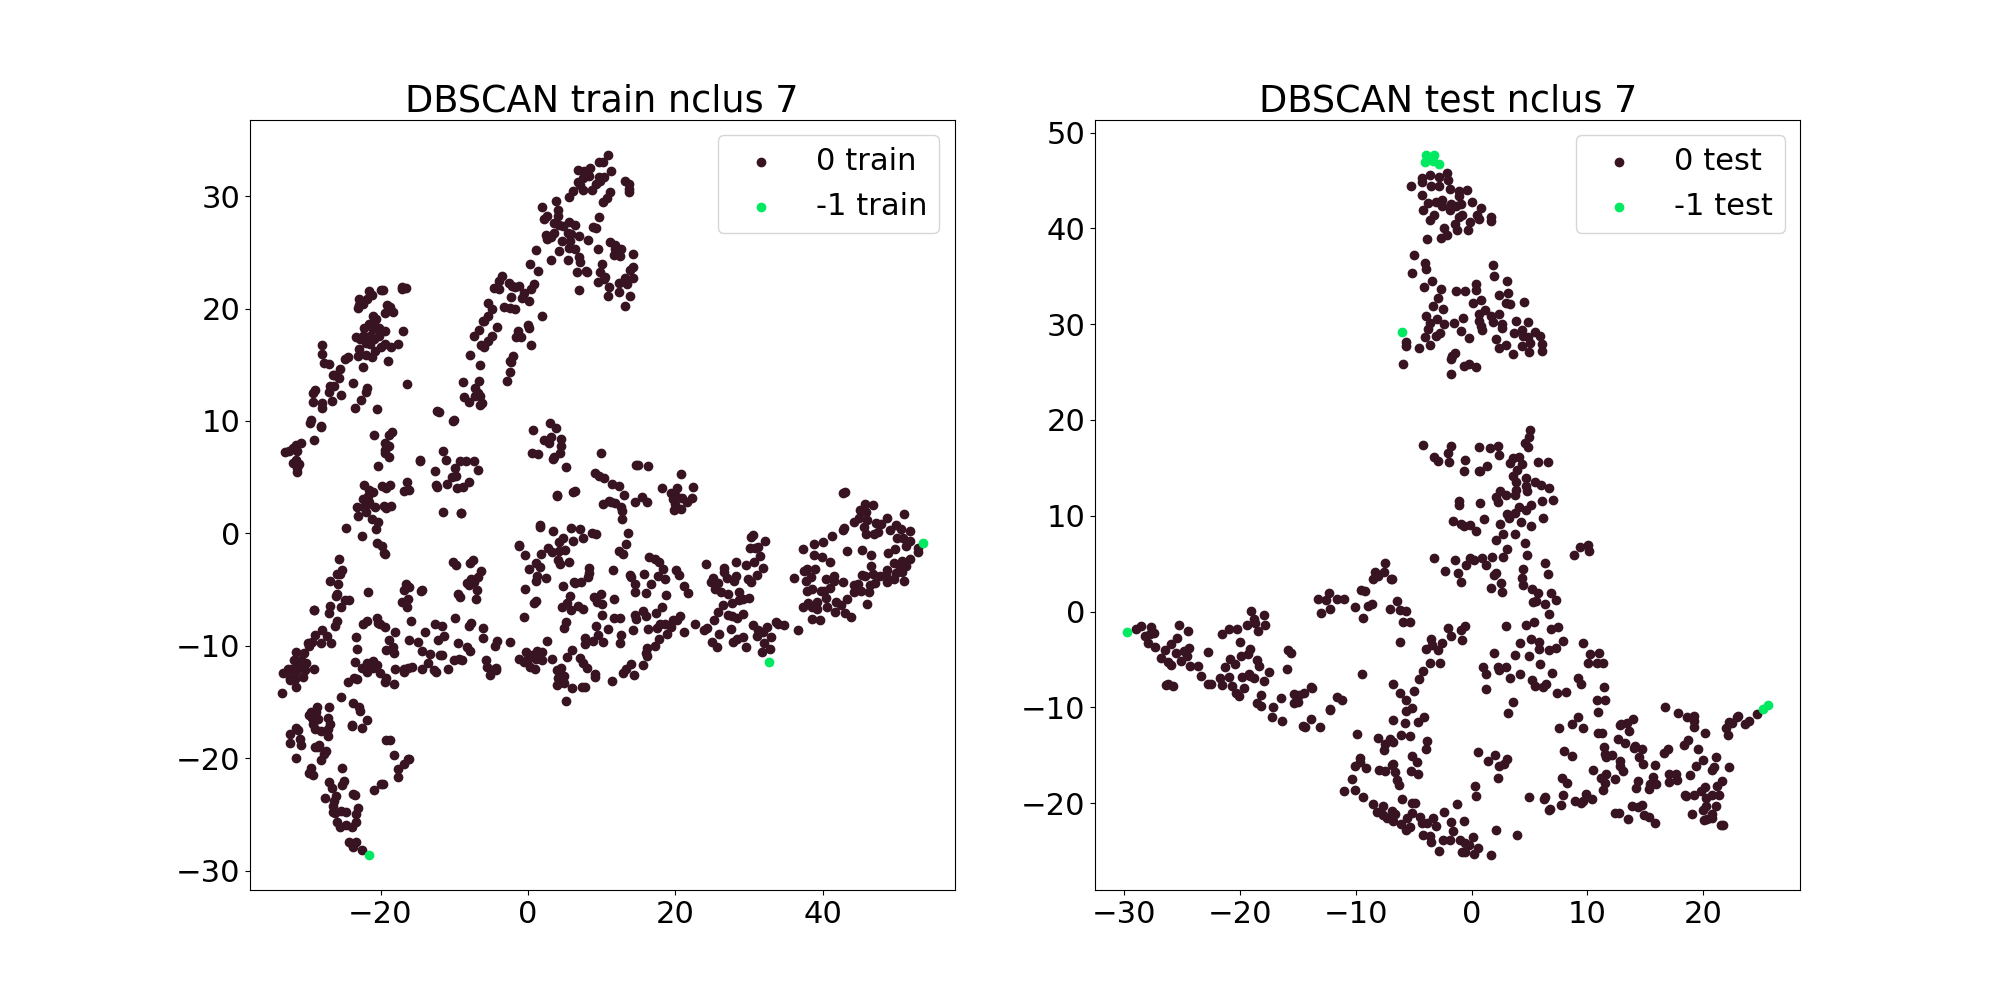 DBSCAN train nclus 7
0 train
-1 train
30
20
10
0
−10
−20
−30
−20 0 20 40
DBSCAN test nclus 7
0 test
-1 test
50
40
30
20
10
0
−10
−20
−30 −20 −10 0 10 20